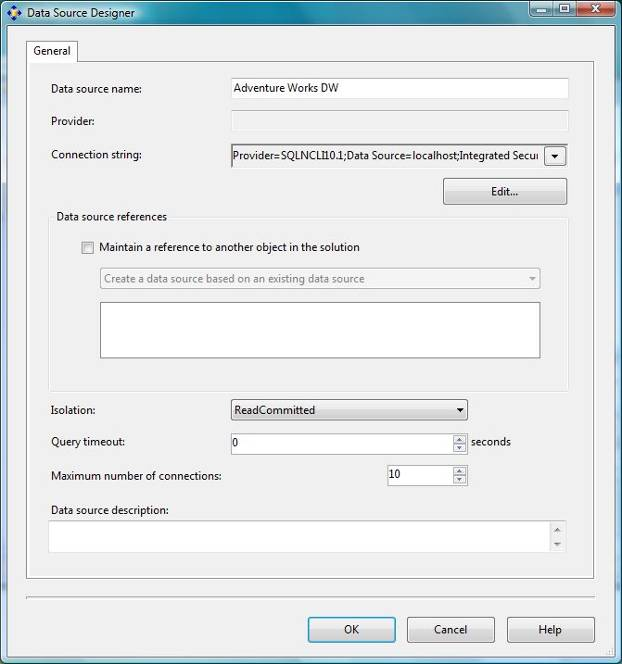 Data Source Designer
General
Data source name:
Adventure Works DW
Provider:
Connection string:
Provider=SQLNCLI10.1;Data Source=localhost;Integrated Secur
Edit...
Data source references
Maintain a reference to another object in the solution
Create a data source based on an existing data source
Isolation:
ReadCommitted
Query timeout:
0
seconds
Maximum number of connections:
10
Data source description:
OK
Cancel
Help